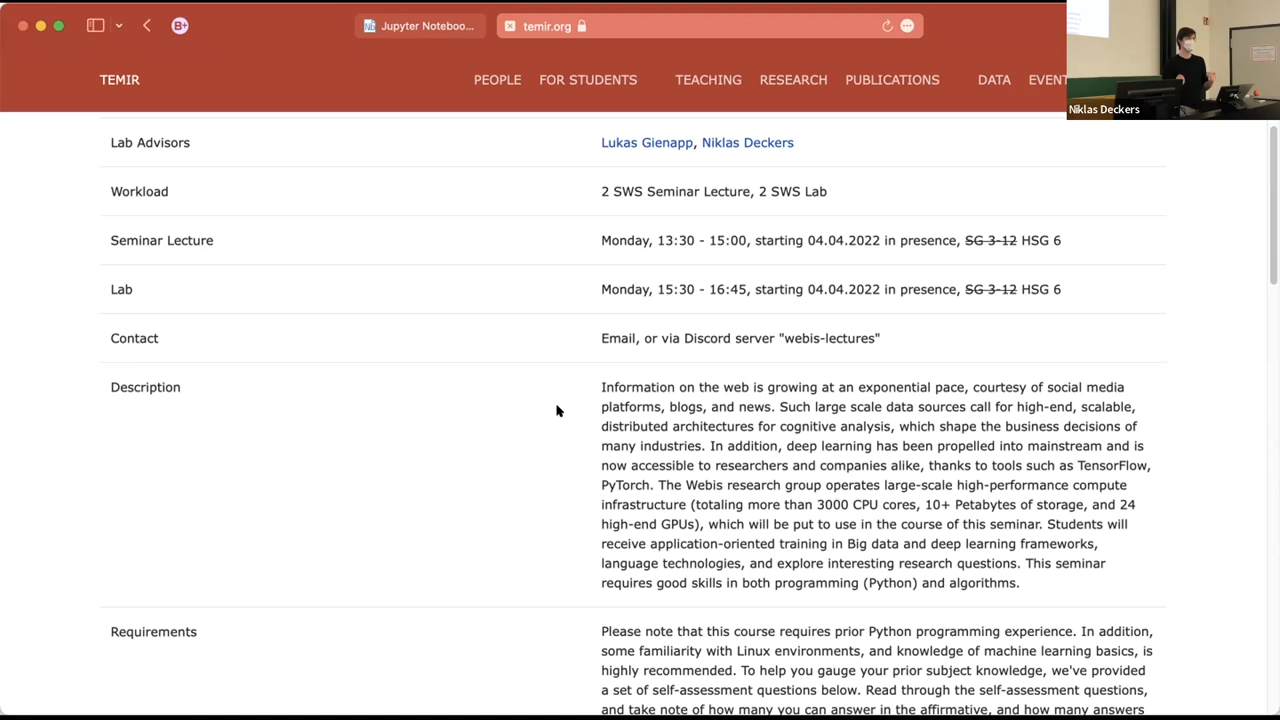 Jupyter Noteboo...
temir.org
B+
TEMIR
PEOPLE
FOR STUDENTS
TEACHING
RESEARCH
PUBLICATIONS
DATA
EVENT
Niklas Deckers
Lab Advisors
Lukas Gienapp, Niklas Deckers
Workload
2 SWS Seminar Lecture, 2 SWS Lab
Seminar Lecture
Monday, 13:30 - 15:00, starting 04.04.2022 in presence, SG 3-12 HSG 6
Lab
Monday, 15:30 - 16:45, starting 04.04.2022 in presence, SG 3-12 HSG 6
Contact
Email, or via Discord server "webis-lectures"
Description
Information on the web is growing at an exponential pace, courtesy of social media
platforms, blogs, and news. Such large scale data sources call for high-end, scalable,
distributed architectures for cognitive analysis, which shape the business decisions of
many industries. In addition, deep learning has been propelled into mainstream and is
now accessible to researchers and companies alike, thanks to tools such as TensorFlow,
PyTorch. The Webis research group operates large-scale high-performance compute
infrastructure (totaling more than 3000 CPU cores, 10+ Petabytes of storage, and 24
high-end GPUs), which will be put to use in the course of this seminar. Students will
receive application-oriented training in Big data and deep learning frameworks,
language technologies, and explore interesting research questions. This seminar
requires good skills in both programming (Python) and algorithms.
Requirements
Please note that this course requires prior Python programming experience. In addition,
some familiarity with Linux environments, and knowledge of machine learning basics, is
highly recommended. To help you gauge your prior subject knowledge, we've provided
a set of self-assessment questions below. Read through the self-assessment questions,
and take note of how many you can answer in the affirmative, and how many answers